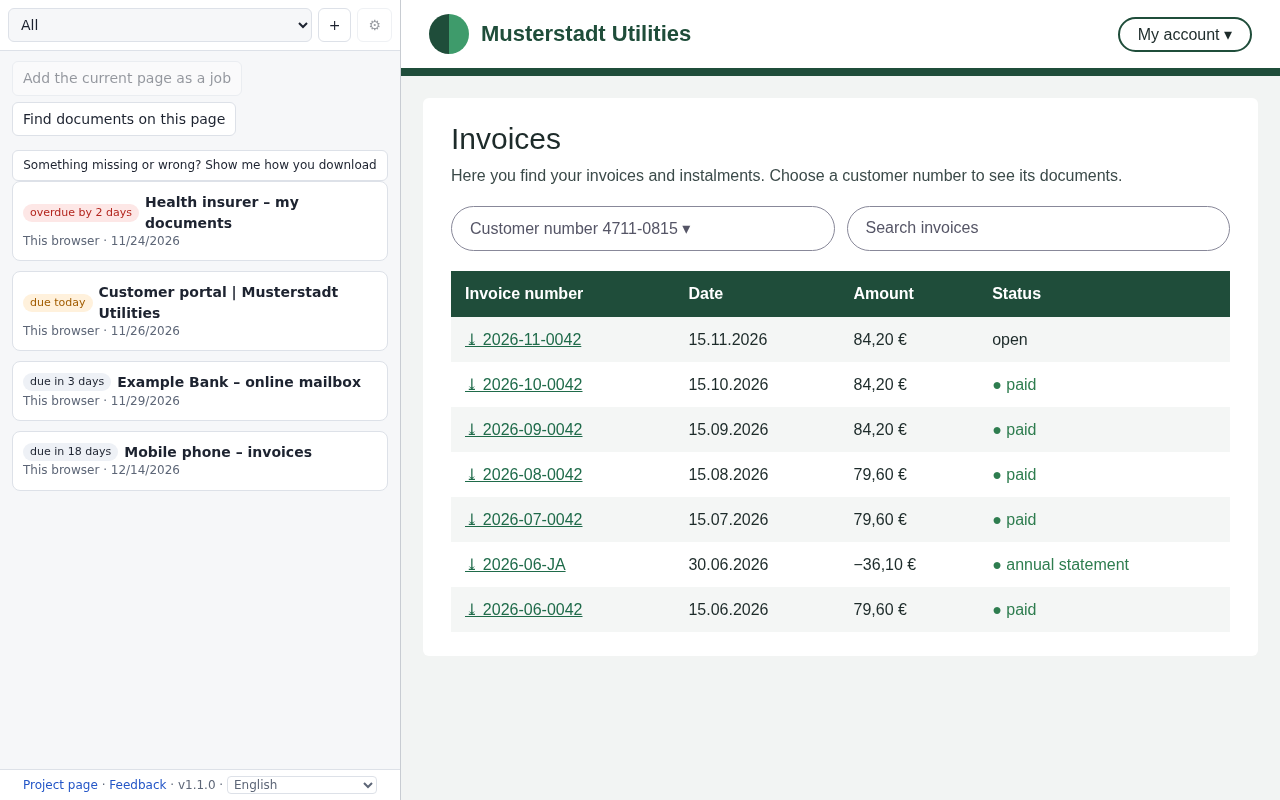 All
+
⚙
Add the current page as a job
Find documents on this page
Something missing or wrong? Show me how you download
overdue by 2 days
Health insurer – my
documents
This browser · 11/24/2026
due today
Customer portal | Musterstadt
Utilities
This browser · 11/26/2026
due in 3 days Example Bank – online mailbox
This browser · 11/29/2026
due in 18 days Mobile phone – invoices
This browser · 12/14/2026
Project page · Feedback · v1.1.0 · English
Musterstadt Utilities
My account ▾
Invoices
Here you find your invoices and instalments. Choose a customer number to see its documents.
Customer number 4711-0815 ▾
Search invoices
Invoice number Date Amount Status
⤓ 2026-11-0042 15.11.2026 84,20 € open
⤓ 2026-10-0042 15.10.2026 84,20 € ● paid
⤓ 2026-09-0042 15.09.2026 84,20 € ● paid
⤓ 2026-08-0042 15.08.2026 79,60 € ● paid
⤓ 2026-07-0042 15.07.2026 79,60 € ● paid
⤓ 2026-06-JA 30.06.2026 −36,10 € ● annual statement
⤓ 2026-06-0042 15.06.2026 79,60 € ● paid